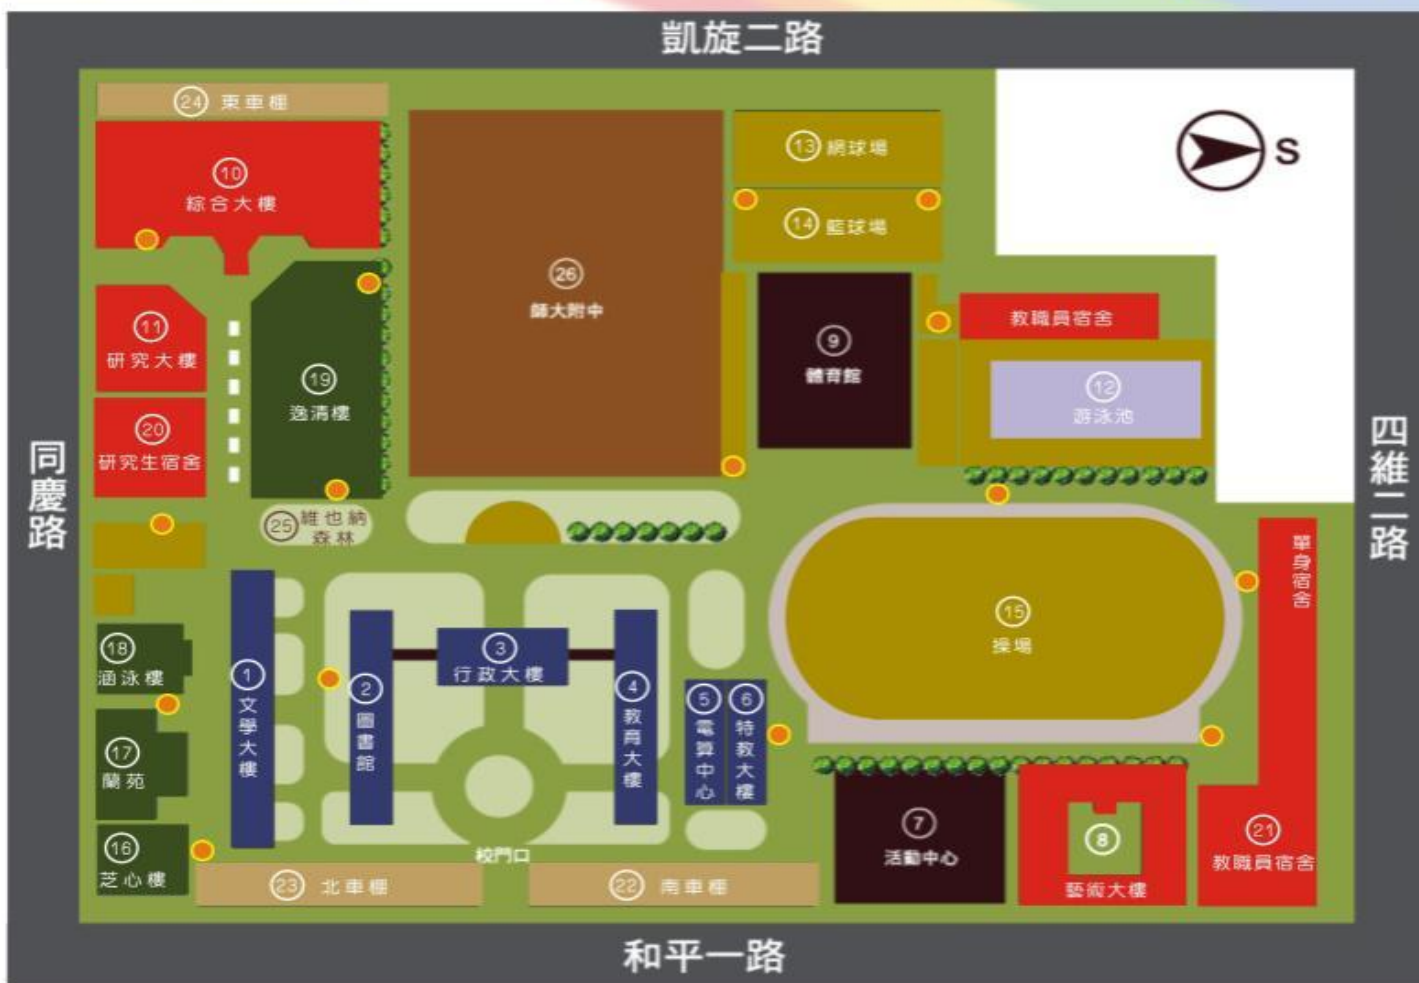 凱旋二路
24 東車棚
10
綜合大樓
13 網球場
14 籃球場
S
26
師大附中
11
研究大樓
19
逸清樓
9
體育館
教職員宿舍
12
游泳池
20
研究生宿舍
同慶路
四維二路
25 維也納
森林
單身宿舍
15
操場
18
涵泳樓
1 文學大樓
2 圖書館
3
行政大樓
4 教育大樓
5 電算中心
6 特教大樓
17
蘭苑
16
芝心樓
校門口
7
活動中心
8
藝術大樓
21
教職員宿舍
23 北車棚
22 南車棚
和平一路